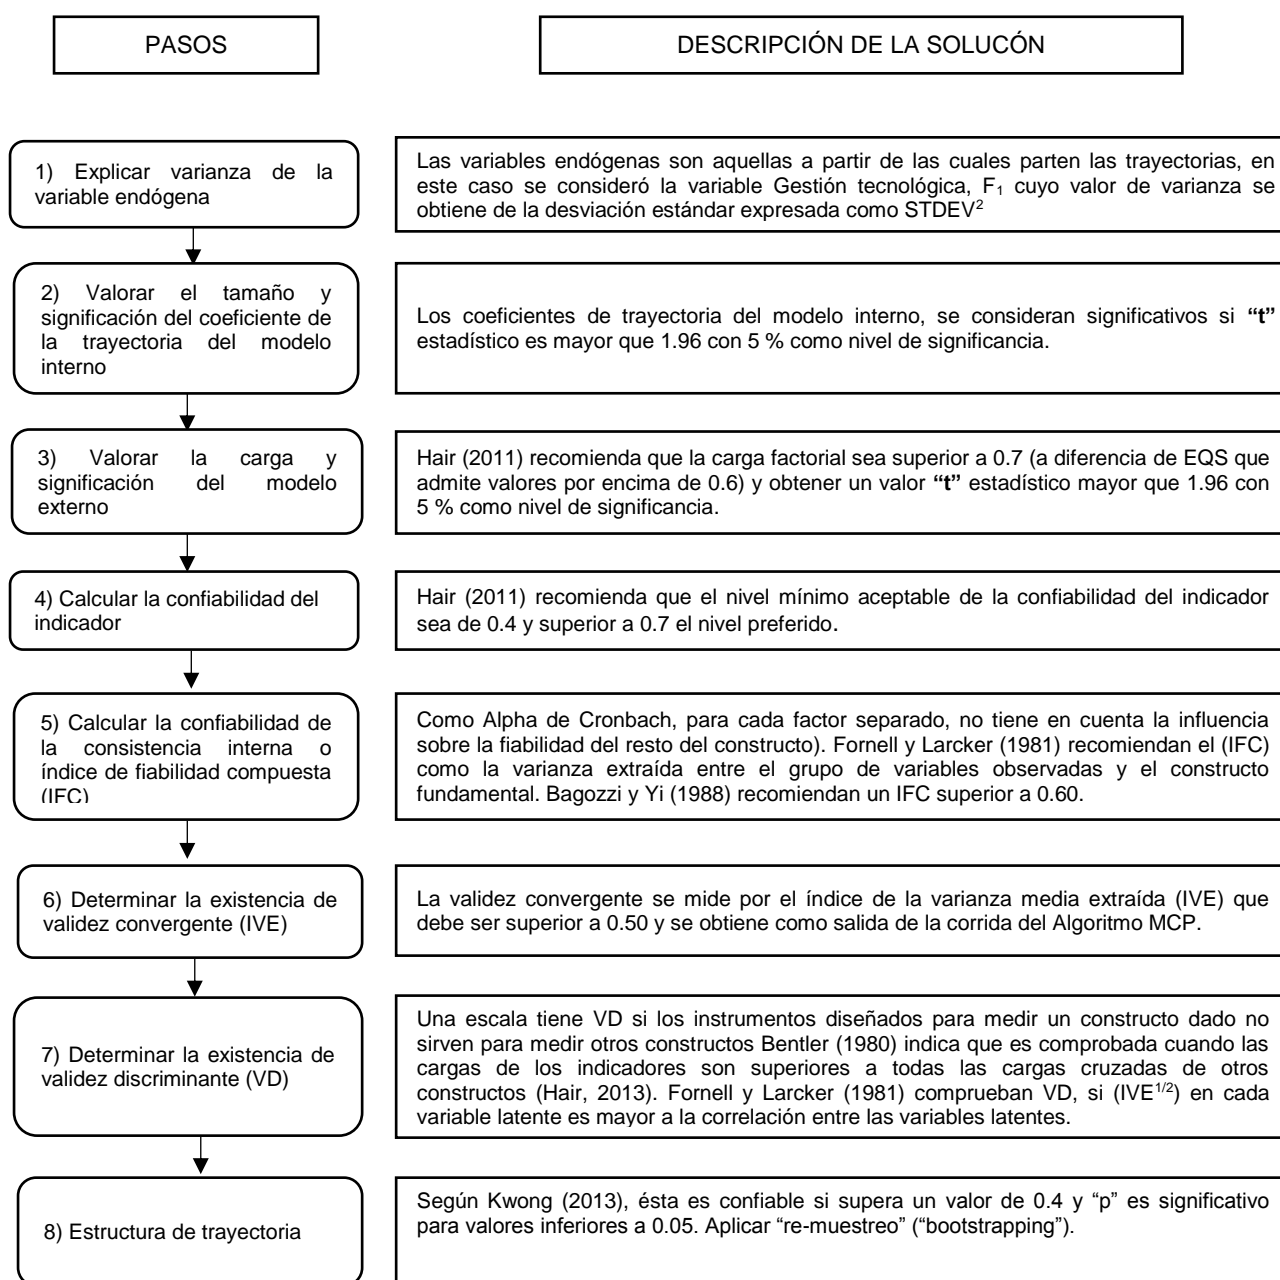 PASOS
DESCRIPCIÓN DE LA SOLUCÓN
1) Explicar varianza de la
variable endógena
Las variables endógenas son aquellas a partir de las cuales parten las trayectorias, en
este caso se consideró la variable Gestión tecnológica, F₁ cuyo valor de varianza se
obtiene de la desviación estándar expresada como STDEV²
2) Valorar el tamaño y
significación del coeficiente de
la trayectoria del modelo
interno
Los coeficientes de trayectoria del modelo interno, se consideran significativos si “t”
estadístico es mayor que 1.96 con 5 % como nivel de significancia.
3) Valorar la carga y
significación del modelo
externo
Hair (2011) recomienda que la carga factorial sea superior a 0.7 (a diferencia de EQS que
admite valores por encima de 0.6) y obtener un valor “t” estadístico mayor que 1.96 con
5 % como nivel de significancia.
4) Calcular la confiabilidad del
indicador
Hair (2011) recomienda que el nivel mínimo aceptable de la confiabilidad del indicador
sea de 0.4 y superior a 0.7 el nivel preferido.
5) Calcular la confiabilidad de
la consistencia interna o
índice de fiabilidad compuesta
(IFC)
Como Alpha de Cronbach, para cada factor separado, no tiene en cuenta la influencia
sobre la fiabilidad del resto del constructo). Fornell y Larcker (1981) recomiendan el (IFC)
como la varianza extraída entre el grupo de variables observadas y el constructo
fundamental. Bagozzi y Yi (1988) recomiendan un IFC superior a 0.60.
6) Determinar la existencia de
validez convergente (IVE)
La validez convergente se mide por el índice de la varianza media extraída (IVE) que
debe ser superior a 0.50 y se obtiene como salida de la corrida del Algoritmo MCP.
7) Determinar la existencia de
validez discriminante (VD)
Una escala tiene VD si los instrumentos diseñados para medir un constructo dado no
sirven para medir otros constructos Bentler (1980) indica que es comprobada cuando las
cargas de los indicadores son superiores a todas las cargas cruzadas de otros
constructos (Hair, 2013). Fornell y Larcker (1981) comprueban VD, si (IVE¹ᐟ²) en cada
variable latente es mayor a la correlación entre las variables latentes.
8) Estructura de trayectoria
Según Kwong (2013), ésta es confiable si supera un valor de 0.4 y “p” es significativo
para valores inferiores a 0.05. Aplicar “re-muestreo” (“bootstrapping”).